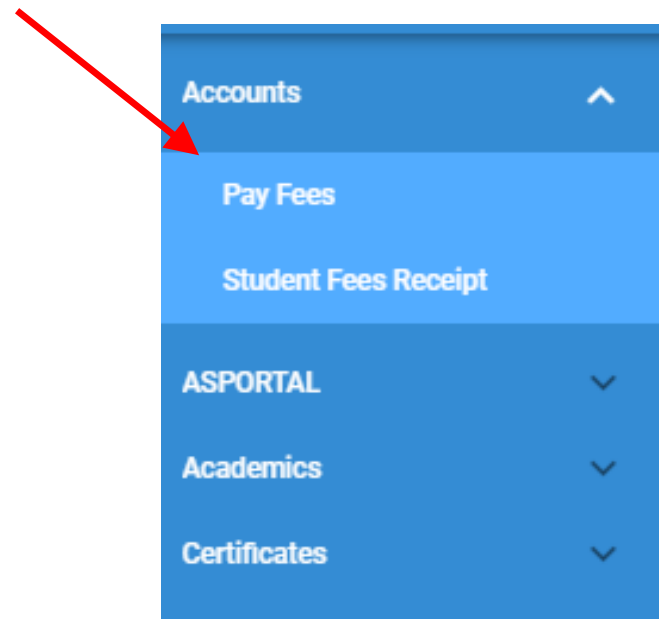 Accounts
Pay Fees
Student Fees Receipt
ASPORTAL
Academics
Certificates